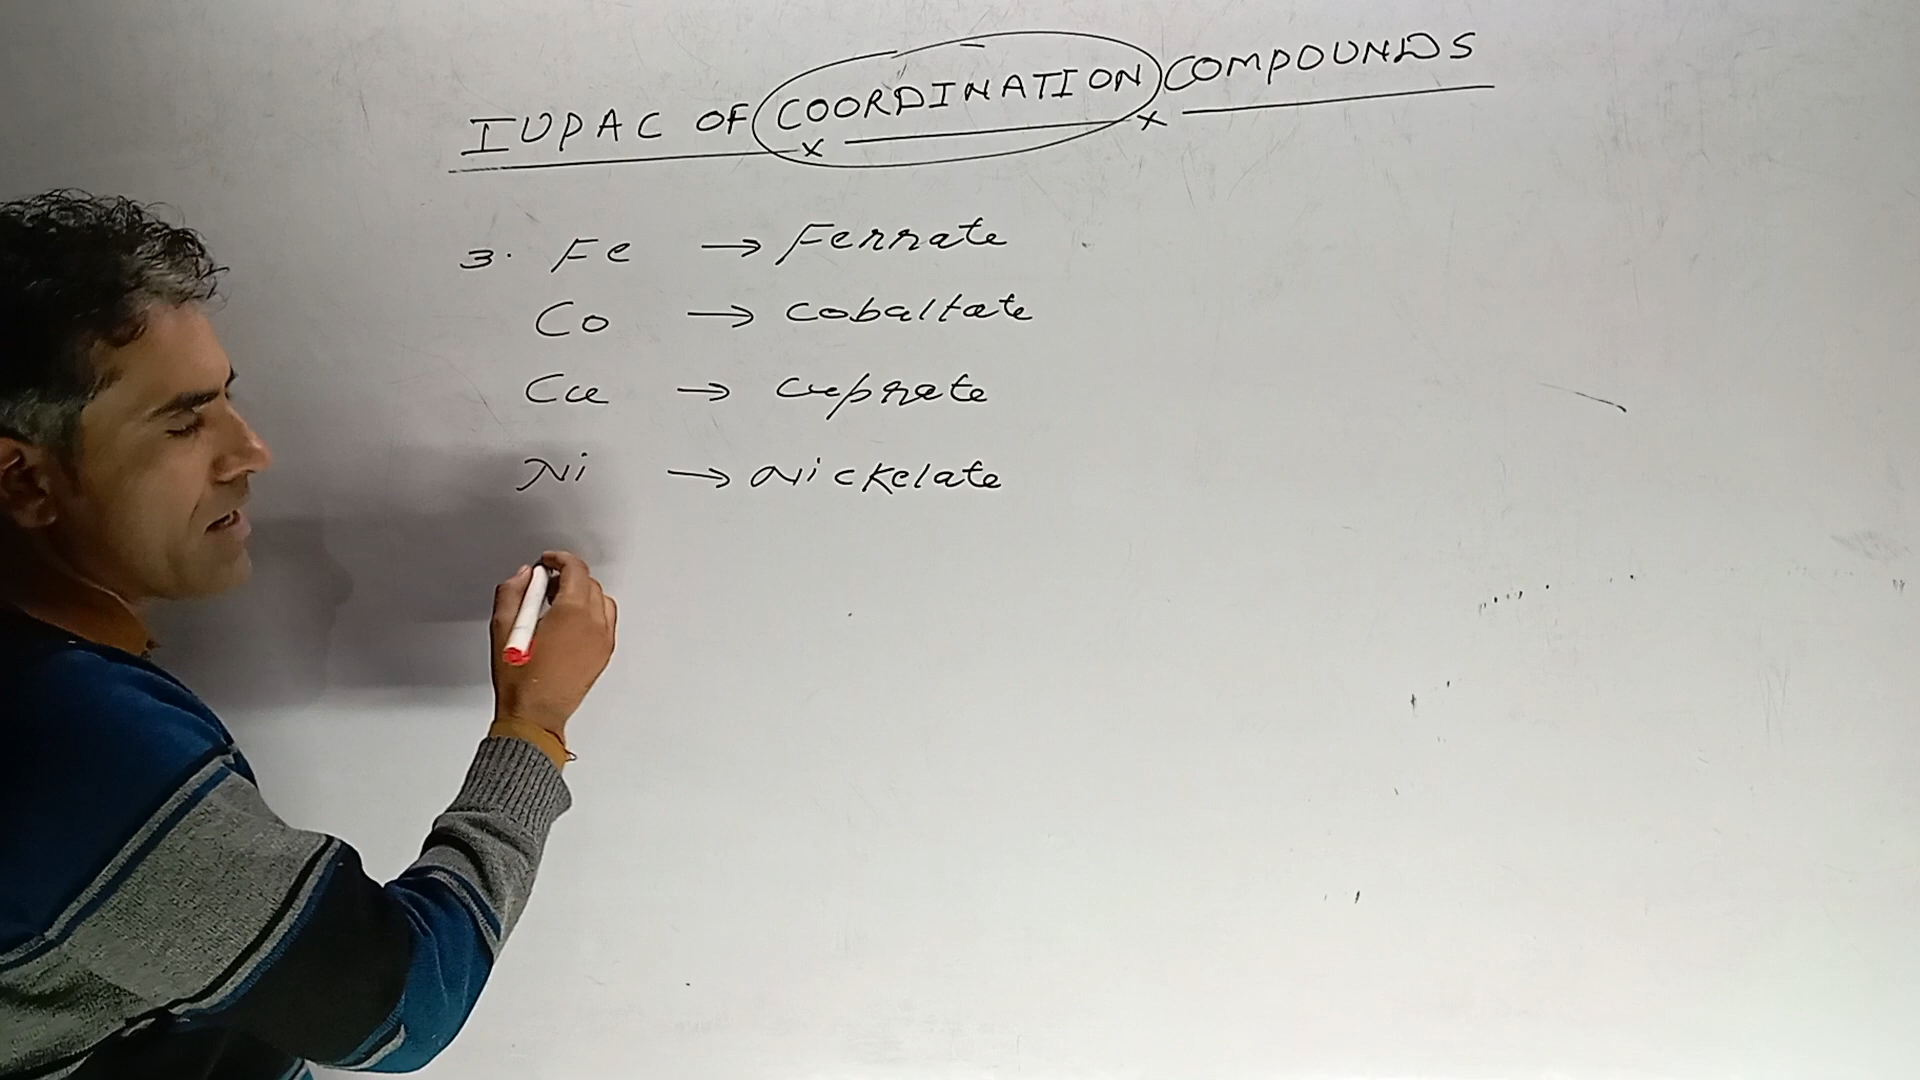 IUPAC OF COORDINATION COMPOUNDS
3. Fe → Ferrate
Co → Cobaltate
Cu → Cuprate
Ni → Nickelate